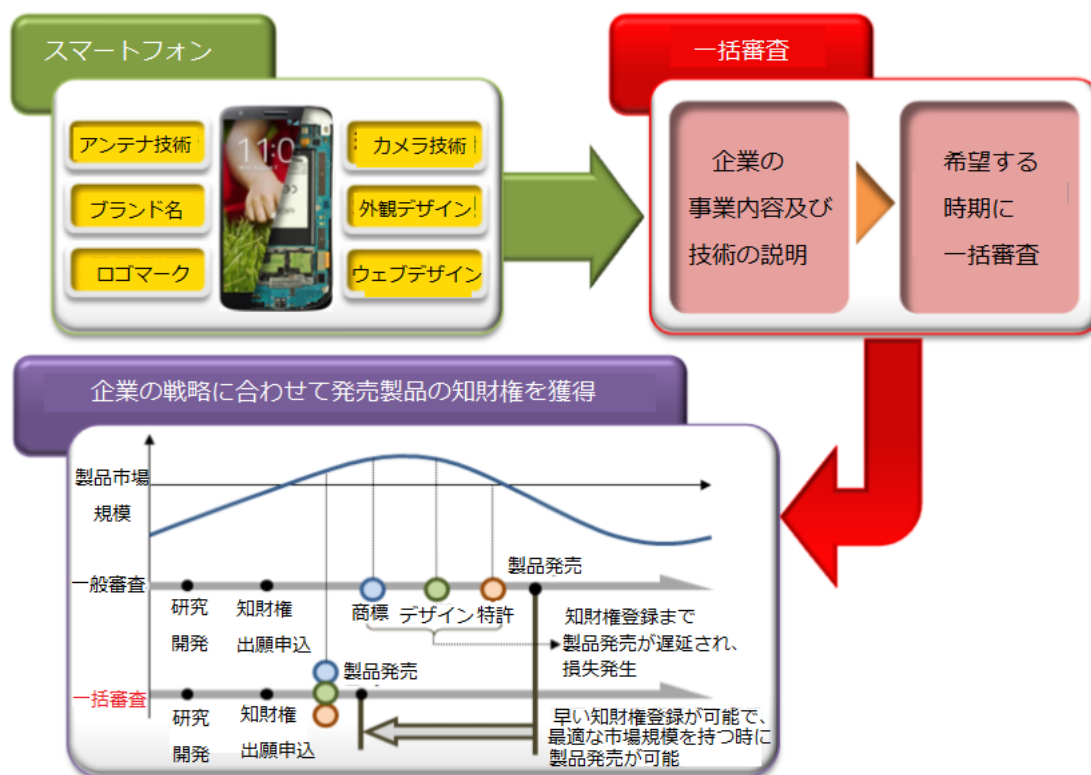 スマートフォン
アンテナ技術
ブランド名
ロゴマーク
11:0
カメラ技術
外観デザイン
ウェブデザイン
一括審査
企業の
事業内容及び
技術の説明
希望する
時期に
一括審査
企業の戦略に合わせて発売製品の知財権を獲得
製品市場
規模
一般審査
研究
開発
知財権
出願申込
商標
デザイン
特許
製品発売
知財権登録まで
製品発売が遅延され、
損失発生
一括審査
研究
開発
知財権
出願申込
製品発売
早い知財権登録が可能で、
最適な市場規模を持つ時に
製品発売が可能